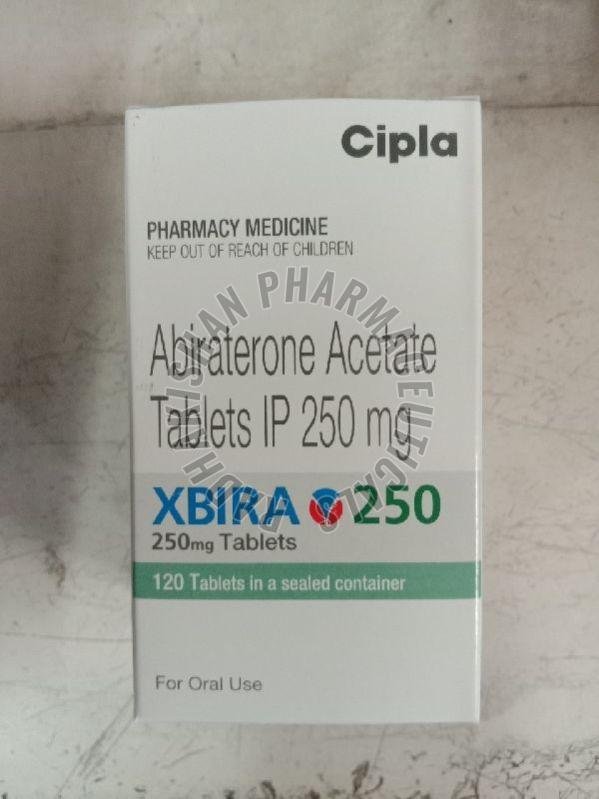 Cipla
PHARMACY MEDICINE
KEEP OUT OF REACH OF CHILDREN
Abiraterone Acetate
Tablets IP 250 mg
XBIRA 250
250mg Tablets
120 Tablets in a sealed container
For Oral Use
PHARMACEUTICALS